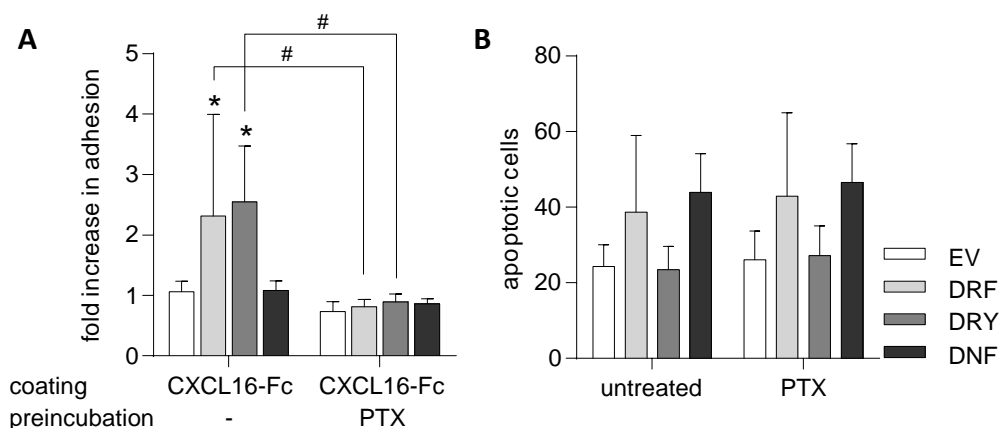 A
fold increase in adhesion
5
4
3
2
1
0
#
#
*
*
coating CXCL16-Fc CXCL16-Fc
preincubation - PTX
B
apoptotic cells
80
60
40
20
0
untreated PTX
EV
DRF
DRY
DNF